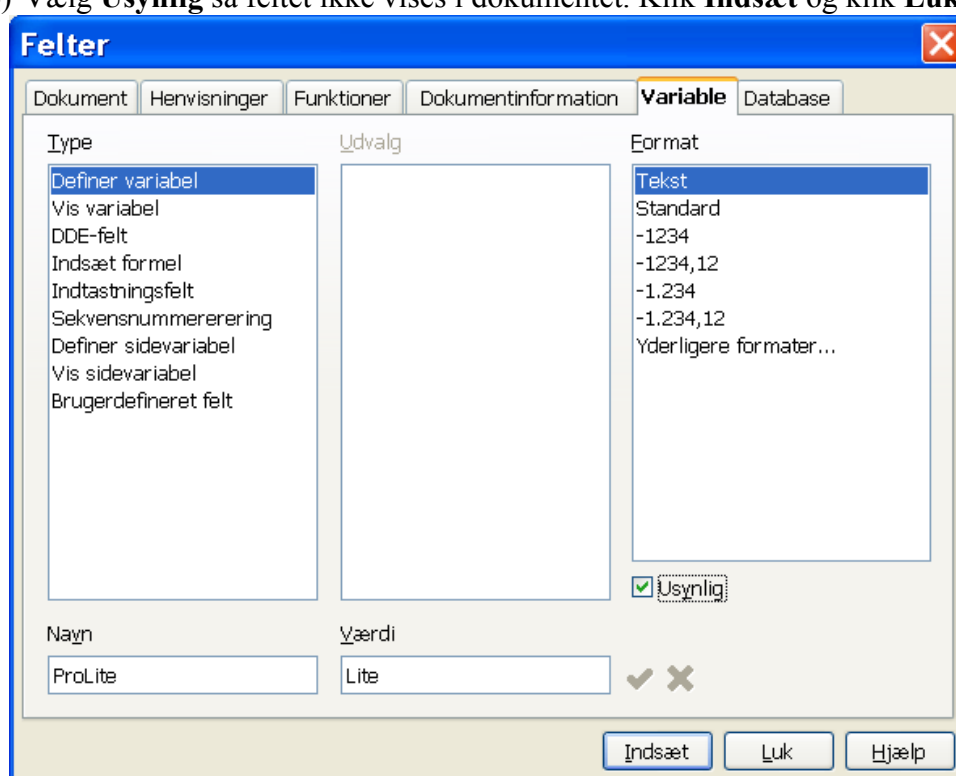 ) Vælg Usynlig så feltet ikke vises i dokumentet. Klik Indsæt og klik Luk
Felter
Dokument Henvisninger Funktioner Dokumentinformation Variable Database
Type Udvalg Format
Definer variabel Tekst
Vis variabel Standard
DDE-felt -1234
Indsæt formel -1234,12
Indtastningsfelt -1.234
Sekvensnummererering -1.234,12
Definer sidevariabel Yderligere formater...
Vis sidevariabel
Brugerdefineret felt
Usynlig
Navn Værdi
ProLite Lite
Indsæt Luk Hjælp